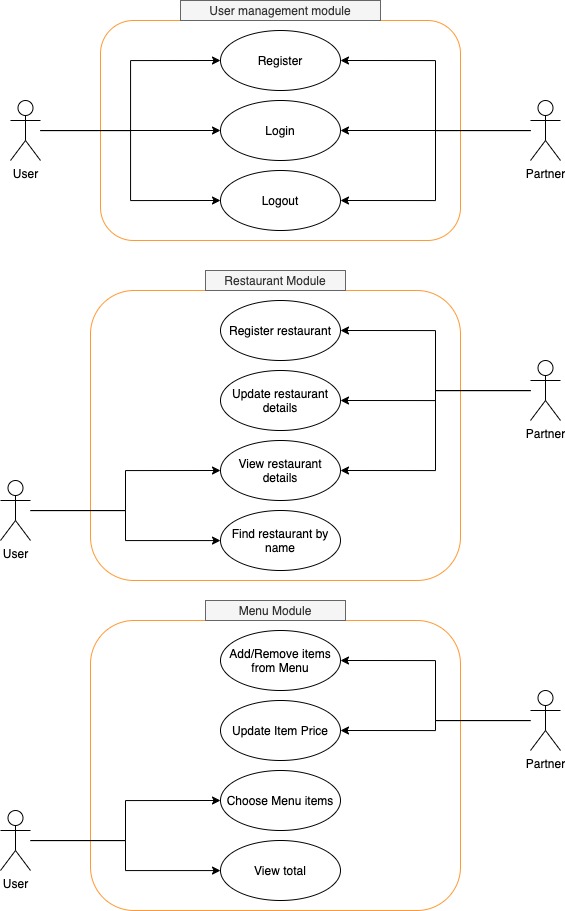 User management module
Register
Login
Logout
User
Partner
Restaurant Module
Register restaurant
Update restaurant
details
Partner
View restaurant
details
Find restaurant by
name
User
Menu Module
Add/Remove items
from Menu
Update Item Price
Partner
Choose Menu items
View total
User